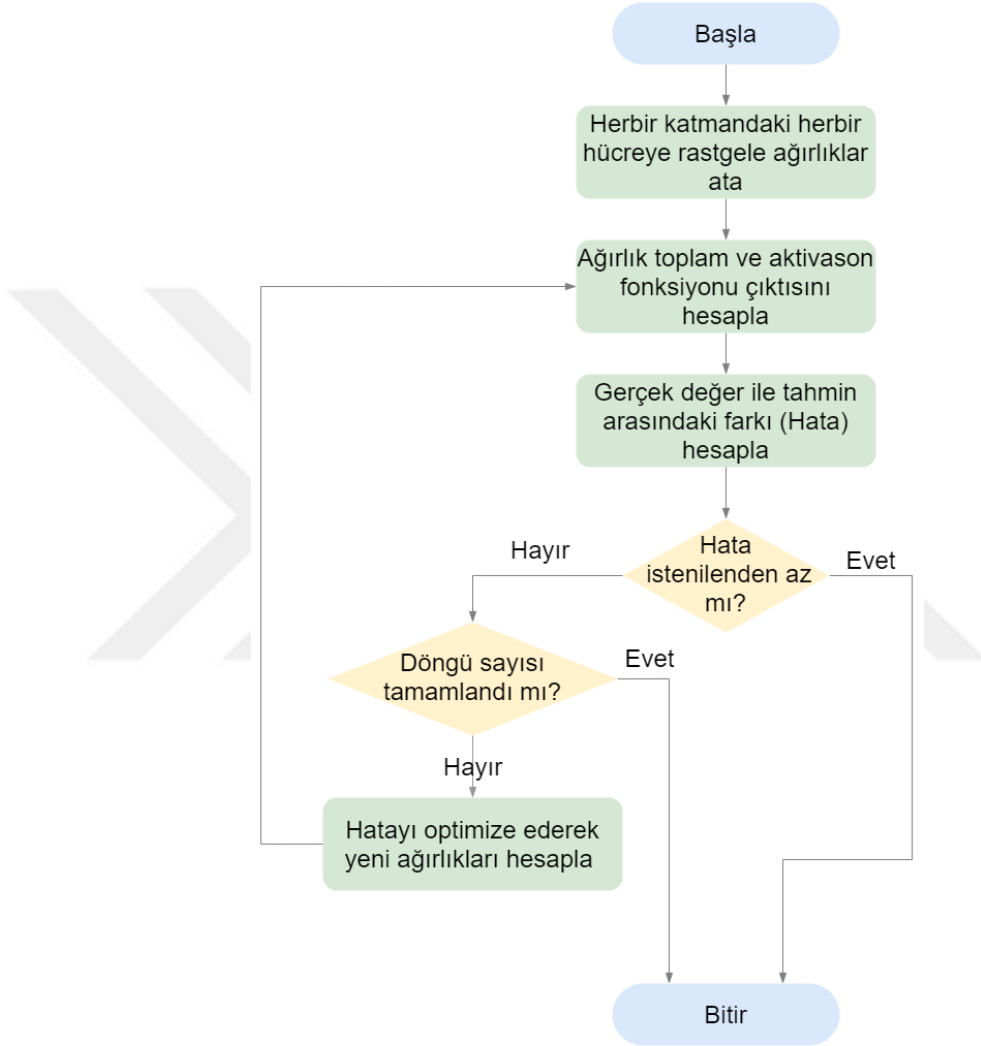 Başla
Herbir katmandaki herbir
hücreye rastgele ağırlıklar
ata
Ağırlık toplam ve aktivason
fonksiyonu çıktısını
hesapla
Gerçek değer ile tahmin
arasındaki farkı (Hata)
hesapla
Hata
istenilenden az
mı?
Hayır
Evet
Döngü sayısı
tamamlandı mı?
Evet
Hayır
Hatayı optimize ederek
yeni ağırlıkları hesapla
Bitir